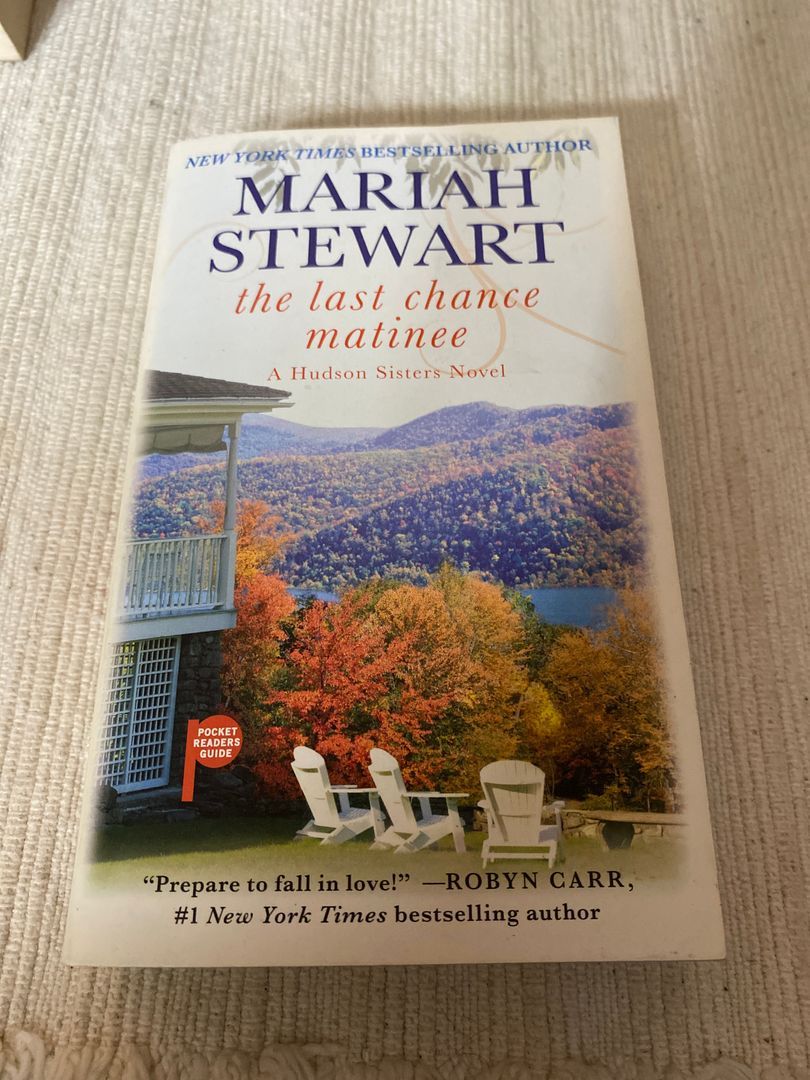 NEW YORK TIMES BESTSELLING AUTHOR
MARIAH
STEWART
the last chance
matinee
A Hudson Sisters Novel
POCKET
READERS
GUIDE
“Prepare to fall in love!” —ROBYN CARR,
#1 New York Times bestselling author